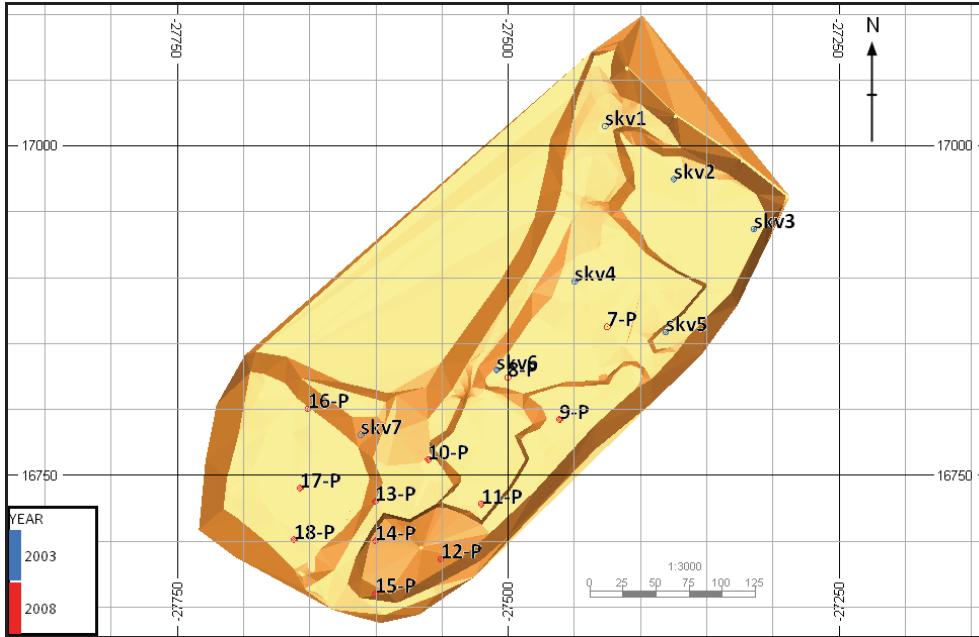 -27750
-27500
-27250
N
17000
17000
skv1
skv2
skv3
skv4
7-P
skv5
skv6
8-P
9-P
16-P
skv7
10-P
16750
16750
17-P
13-P
11-P
18-P
14-P
12-P
15-P
YEAR
2003
2008
1:3000
0 25 50 75 100 125
-27750
-27500
-27250